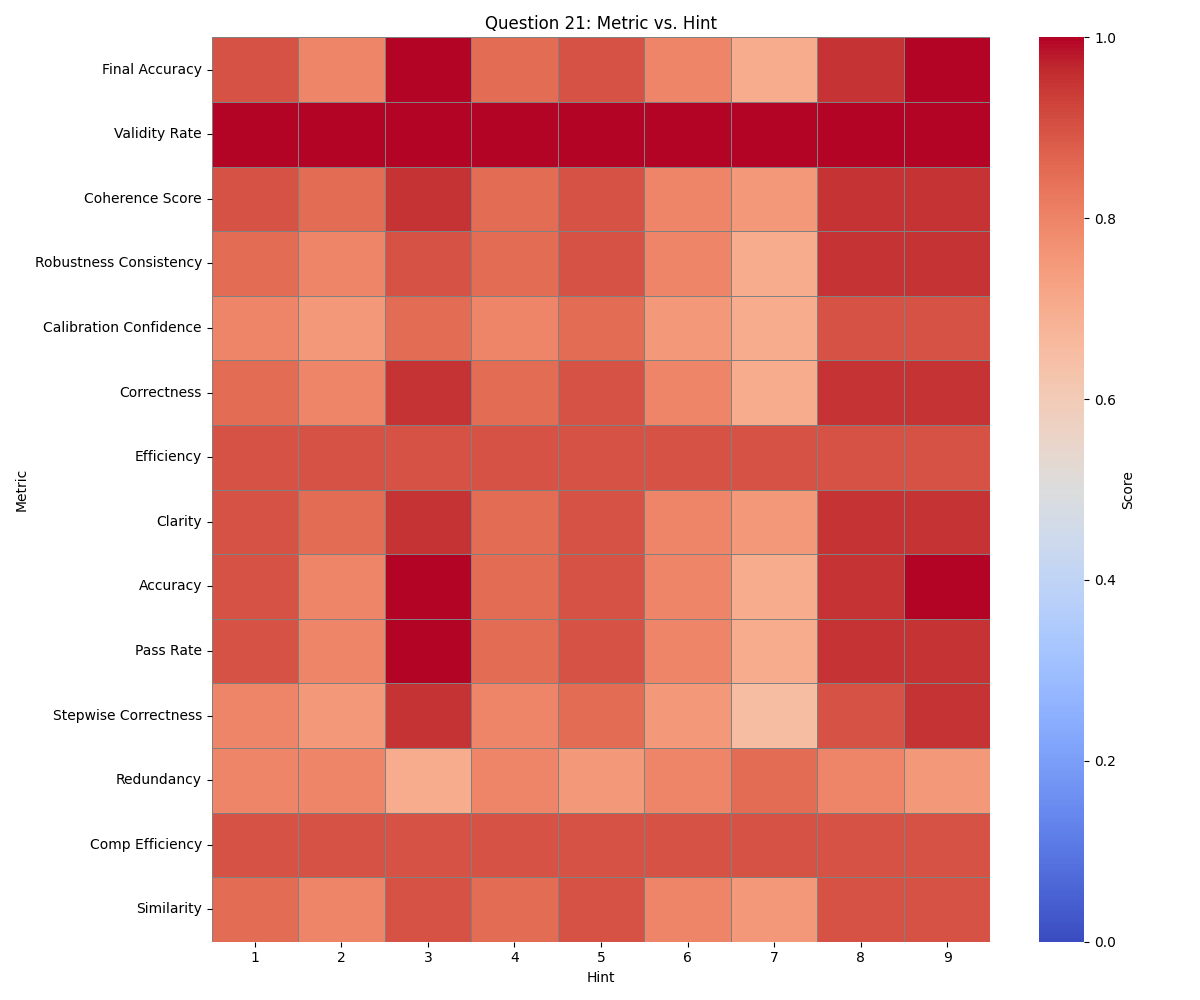 Question 21: Metric vs. Hint
Final Accuracy
Validity Rate
Coherence Score
Robustness Consistency
Calibration Confidence
Correctness
Efficiency
Clarity
Accuracy
Pass Rate
Stepwise Correctness
Redundancy
Comp Efficiency
Similarity
Metric
1 2 3 4 5 6 7 8 9
Hint
1.0
0.8
0.6
0.4
0.2
0.0
Score